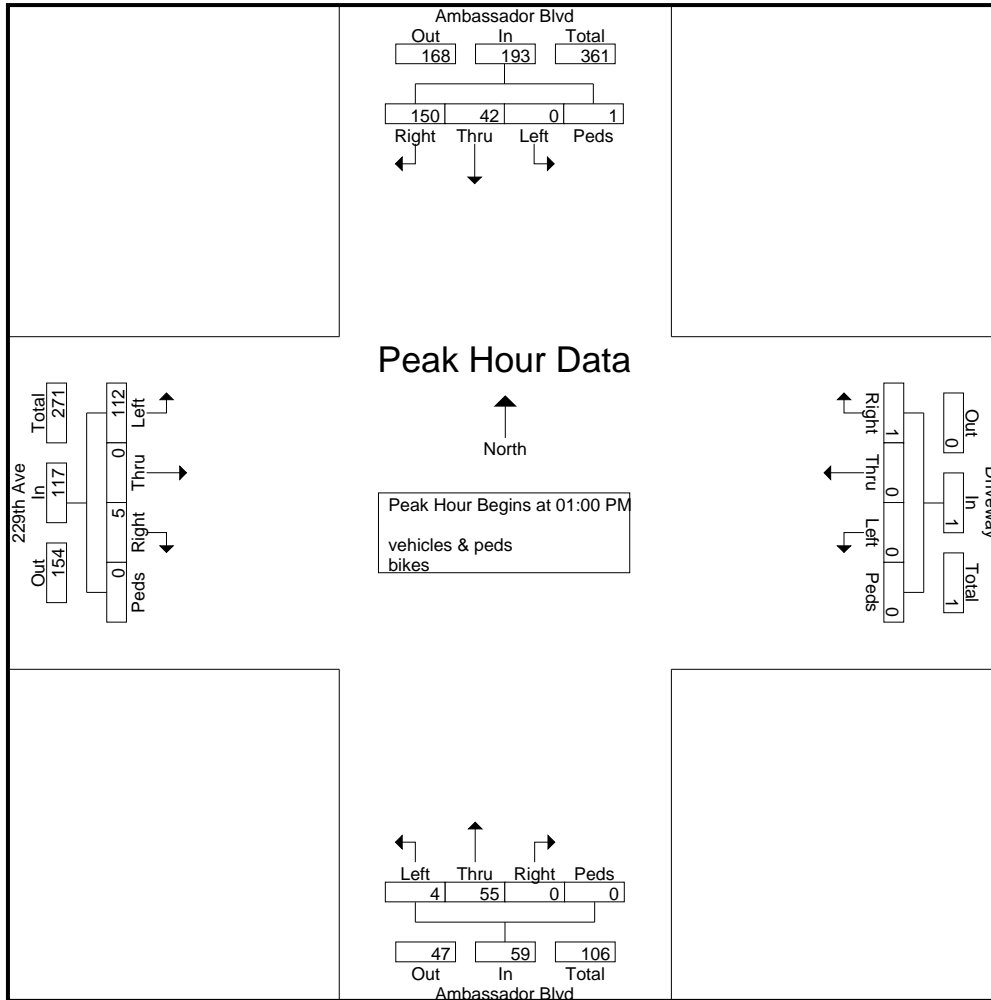 Ambassador Blvd
Out In Total
168 193 361
150 42 0 1
Right Thru Left Peds
Peak Hour Data
North
Peak Hour Begins at 01:00 PM
vehicles & peds
bikes
229th Ave
Total In Out
271 117 154
112 0 5 0
Left Thru Right Peds
Right Thru Left Peds
1 0 0 0
Out In Total
0 1 1
Driveway
Left Thru Right Peds
4 55 0 0
47 59 106
Out In Total
Ambassador Blvd